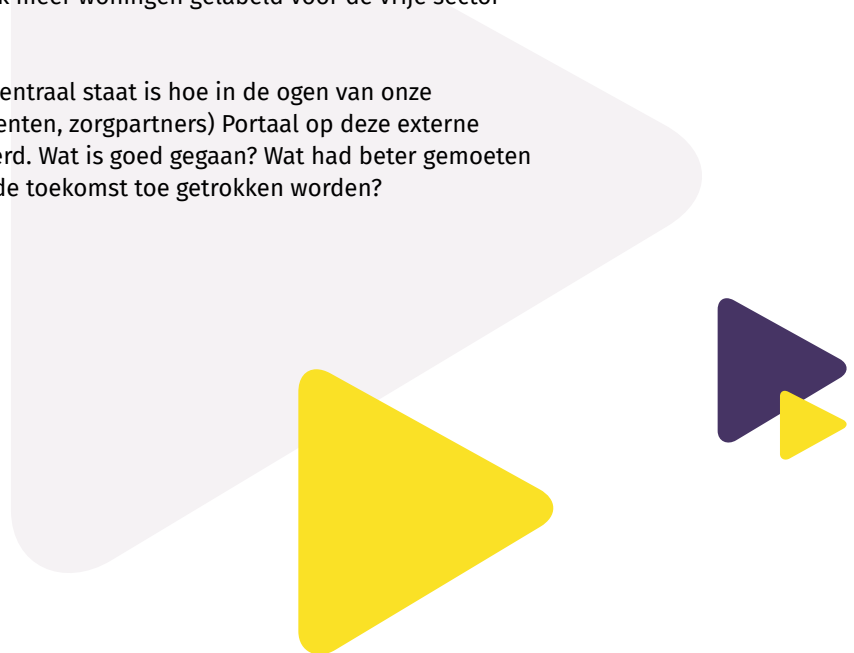 meer woningen gelabeld voor de vrije sector
entraal staat is hoe in de ogen van onze
enten, zorgpartners) Portaal op deze externe
erd. Wat is goed gegaan? Wat had beter gemoeten
de toekomst toe getrokken worden?